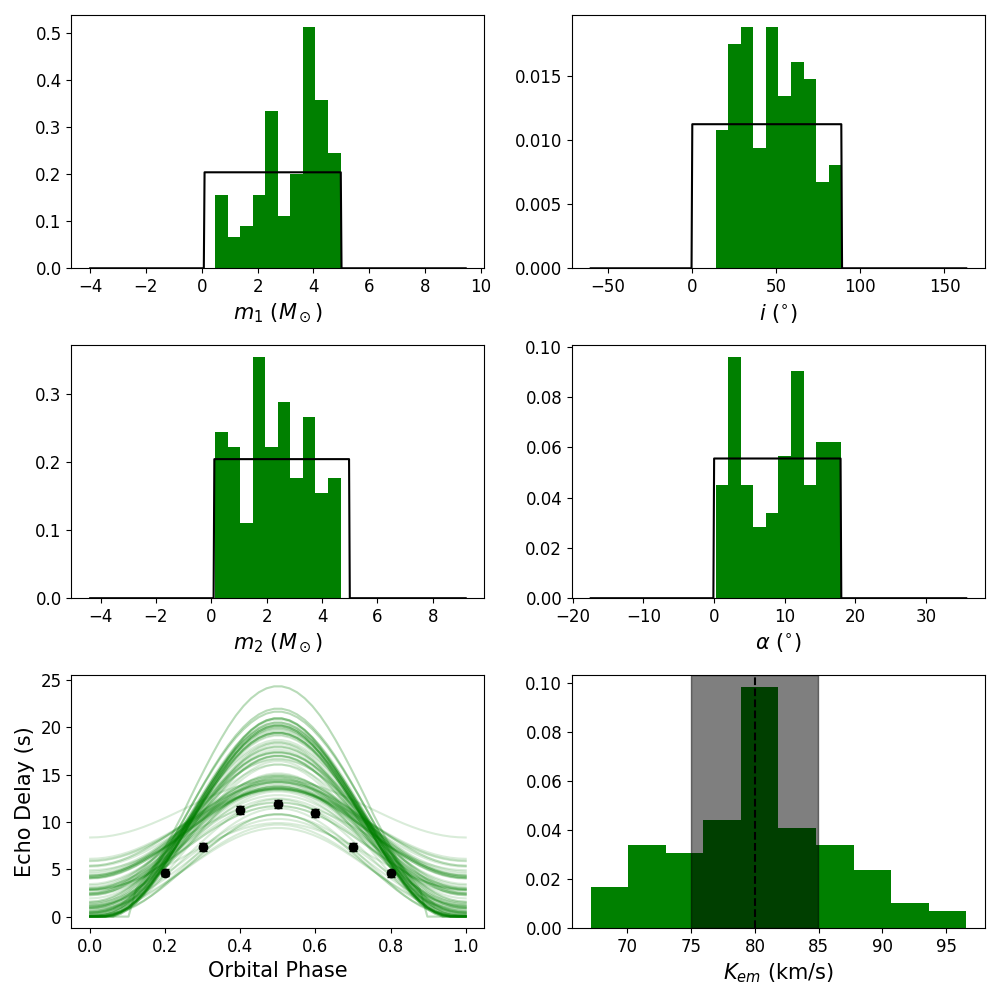 0.5
0.4
0.3
0.2
0.1
0.0
−4 −2 0 2 4 6 8 10
m₁ (M⊙)
0.015
0.010
0.005
0.000
−50 0 50 100 150
i (°)
0.3
0.2
0.1
0.0
−4 −2 0 2 4 6 8
m₂ (M⊙)
0.10
0.08
0.06
0.04
0.02
0.00
−20 −10 0 10 20 30
α (°)
25
20
15
10
5
0
Echo Delay (s)
0.0 0.2 0.4 0.6 0.8 1.0
Orbital Phase
0.10
0.08
0.06
0.04
0.02
0.00
70 75 80 85 90 95
K_em (km/s)